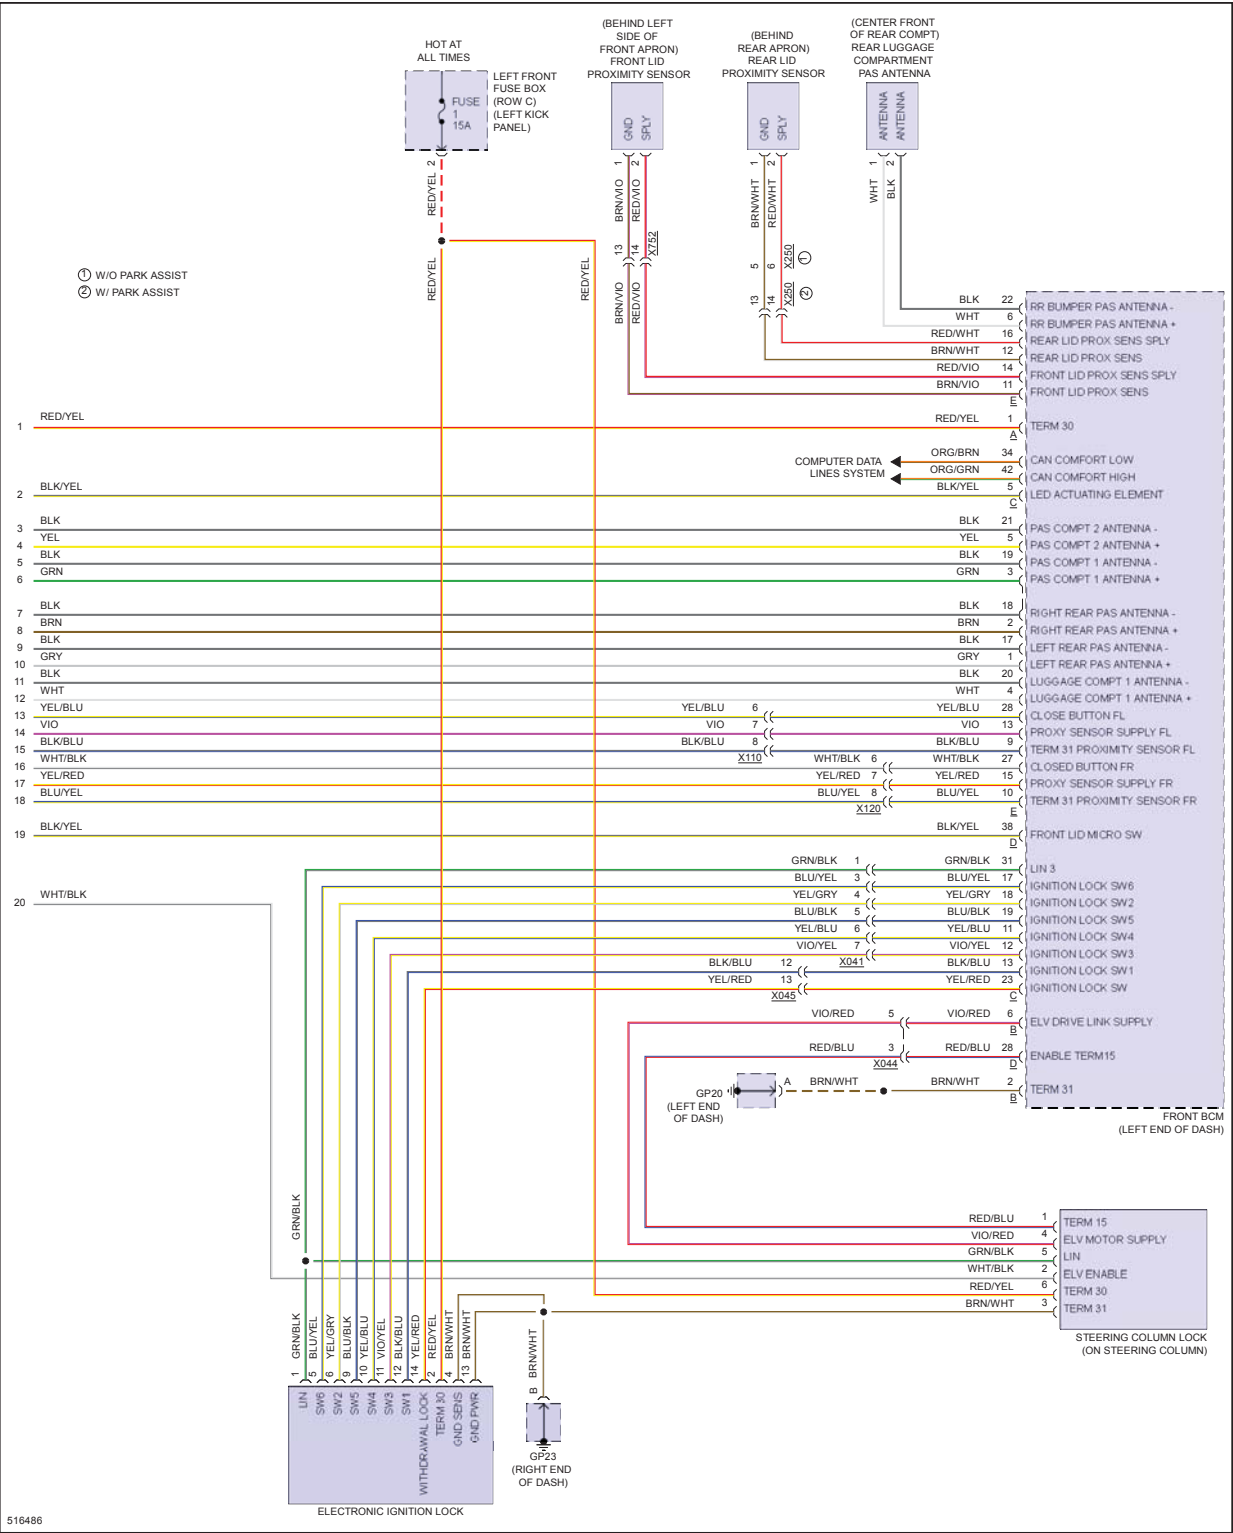 (BEHIND LEFT
SIDE OF
FRONT APRON)
FRONT LID
PROXIMITY SENSOR
(BEHIND
REAR APRON)
REAR LID
PROXIMITY SENSOR
(CENTER FRONT
OF REAR COMPT)
REAR LUGGAGE
COMPARTMENT
PAS ANTENNA
HOT AT
ALL TIMES
FUSE
1
15A
LEFT FRONT
FUSE BOX
(ROW C)
(LEFT KICK
PANEL)
GND
SPLY
GND
SPLY
ANTENNA
ANTENNA
2
1
2
1
2
1
2
RED/YEL
BRN/VIO
RED/VIO
BRN/WHT
RED/WHT
WHT
BLK
13
14
X752
5
6
X250
1
13
14
X250
2
RED/YEL
RED/YEL
BRN/VIO
RED/VIO
1 W/O PARK ASSIST
2 W/ PARK ASSIST
BLK 22 RR BUMPER PAS ANTENNA -
WHT 6 RR BUMPER PAS ANTENNA +
RED/WHT 16 REAR LID PROX SENS SPLY
BRN/WHT 12 REAR LID PROX SENS
RED/VIO 14 FRONT LID PROX SENS SPLY
BRN/VIO 11 FRONT LID PROX SENS
E
1 RED/YEL RED/YEL 1 TERM 30
A
COMPUTER DATA
LINES SYSTEM
ORG/BRN 34 CAN COMFORT LOW
ORG/GRN 42 CAN COMFORT HIGH
2 BLK/YEL BLK/YEL 5 LED ACTUATING ELEMENT
C
3 BLK BLK 21 PAS COMPT 2 ANTENNA -
4 YEL YEL 5 PAS COMPT 2 ANTENNA +
5 BLK BLK 19 PAS COMPT 1 ANTENNA -
6 GRN GRN 3 PAS COMPT 1 ANTENNA +
7 BLK BLK 18 RIGHT REAR PAS ANTENNA -
8 BRN BRN 2 RIGHT REAR PAS ANTENNA +
9 BLK BLK 17 LEFT REAR PAS ANTENNA -
10 GRY GRY 1 LEFT REAR PAS ANTENNA +
11 BLK BLK 20 LUGGAGE COMPT 1 ANTENNA -
12 WHT WHT 4 LUGGAGE COMPT 1 ANTENNA +
13 YEL/BLU YEL/BLU 6 YEL/BLU 28 CLOSE BUTTON FL
14 VIO VIO 7 VIO 13 PROXY SENSOR SUPPLY FL
15 BLK/BLU BLK/BLU 8 BLK/BLU 9 TERM 31 PROXIMITY SENSOR FL
X110
16 WHT/BLK WHT/BLK 6 WHT/BLK 27 CLOSED BUTTON FR
17 YEL/RED YEL/RED 7 YEL/RED 15 PROXY SENSOR SUPPLY FR
18 BLU/YEL BLU/YEL 8 BLU/YEL 10 TERM 31 PROXIMITY SENSOR FR
X120
E
19 BLK/YEL BLK/YEL 38 FRONT LID MICRO SW
D
GRN/BLK 1 GRN/BLK 31 LIN 3
BLU/YEL 3 BLU/YEL 17 IGNITION LOCK SW6
20 WHT/BLK YEL/GRY 4 YEL/GRY 18 IGNITION LOCK SW2
BLU/BLK 5 BLU/BLK 19 IGNITION LOCK SW5
YEL/BLU 6 YEL/BLU 11 IGNITION LOCK SW4
VIO/YEL 7 VIO/YEL 12 IGNITION LOCK SW3
X041
BLK/BLU 12 BLK/BLU 13 IGNITION LOCK SW1
YEL/RED 13 YEL/RED 23 IGNITION LOCK SW
X045
C
VIO/RED 5 VIO/RED 6 ELV DRIVE LINK SUPPLY
B
RED/BLU 3 RED/BLU 28 ENABLE TERM15
X044
D
GP20
(LEFT END
OF DASH)
A BRN/WHT BRN/WHT 2 TERM 31
B
FRONT BCM
(LEFT END OF DASH)
GRN/BLK
RED/BLU 1 TERM 15
VIO/RED 4 ELV MOTOR SUPPLY
GRN/BLK 5 LIN
WHT/BLK 2 ELV ENABLE
RED/YEL 6 TERM 30
BRN/WHT 3 TERM 31
STEERING COLUMN LOCK
(ON STEERING COLUMN)
1 GRN/BLK
5 BLU/YEL
6 YEL/GRY
9 BLU/BLK
10 YEL/BLU
11 VIO/YEL
12 BLK/BLU
14 YEL/RED
2 RED/YEL
4 BRN/WHT
13 BRN/WHT
B BRN/WHT
LIN
SW6
SW2
SW5
SW4
SW3
SW1
WITHDRAWAL LOCK
TERM 30
GND SENS
GND PWR
GP23
(RIGHT END
OF DASH)
ELECTRONIC IGNITION LOCK
516486